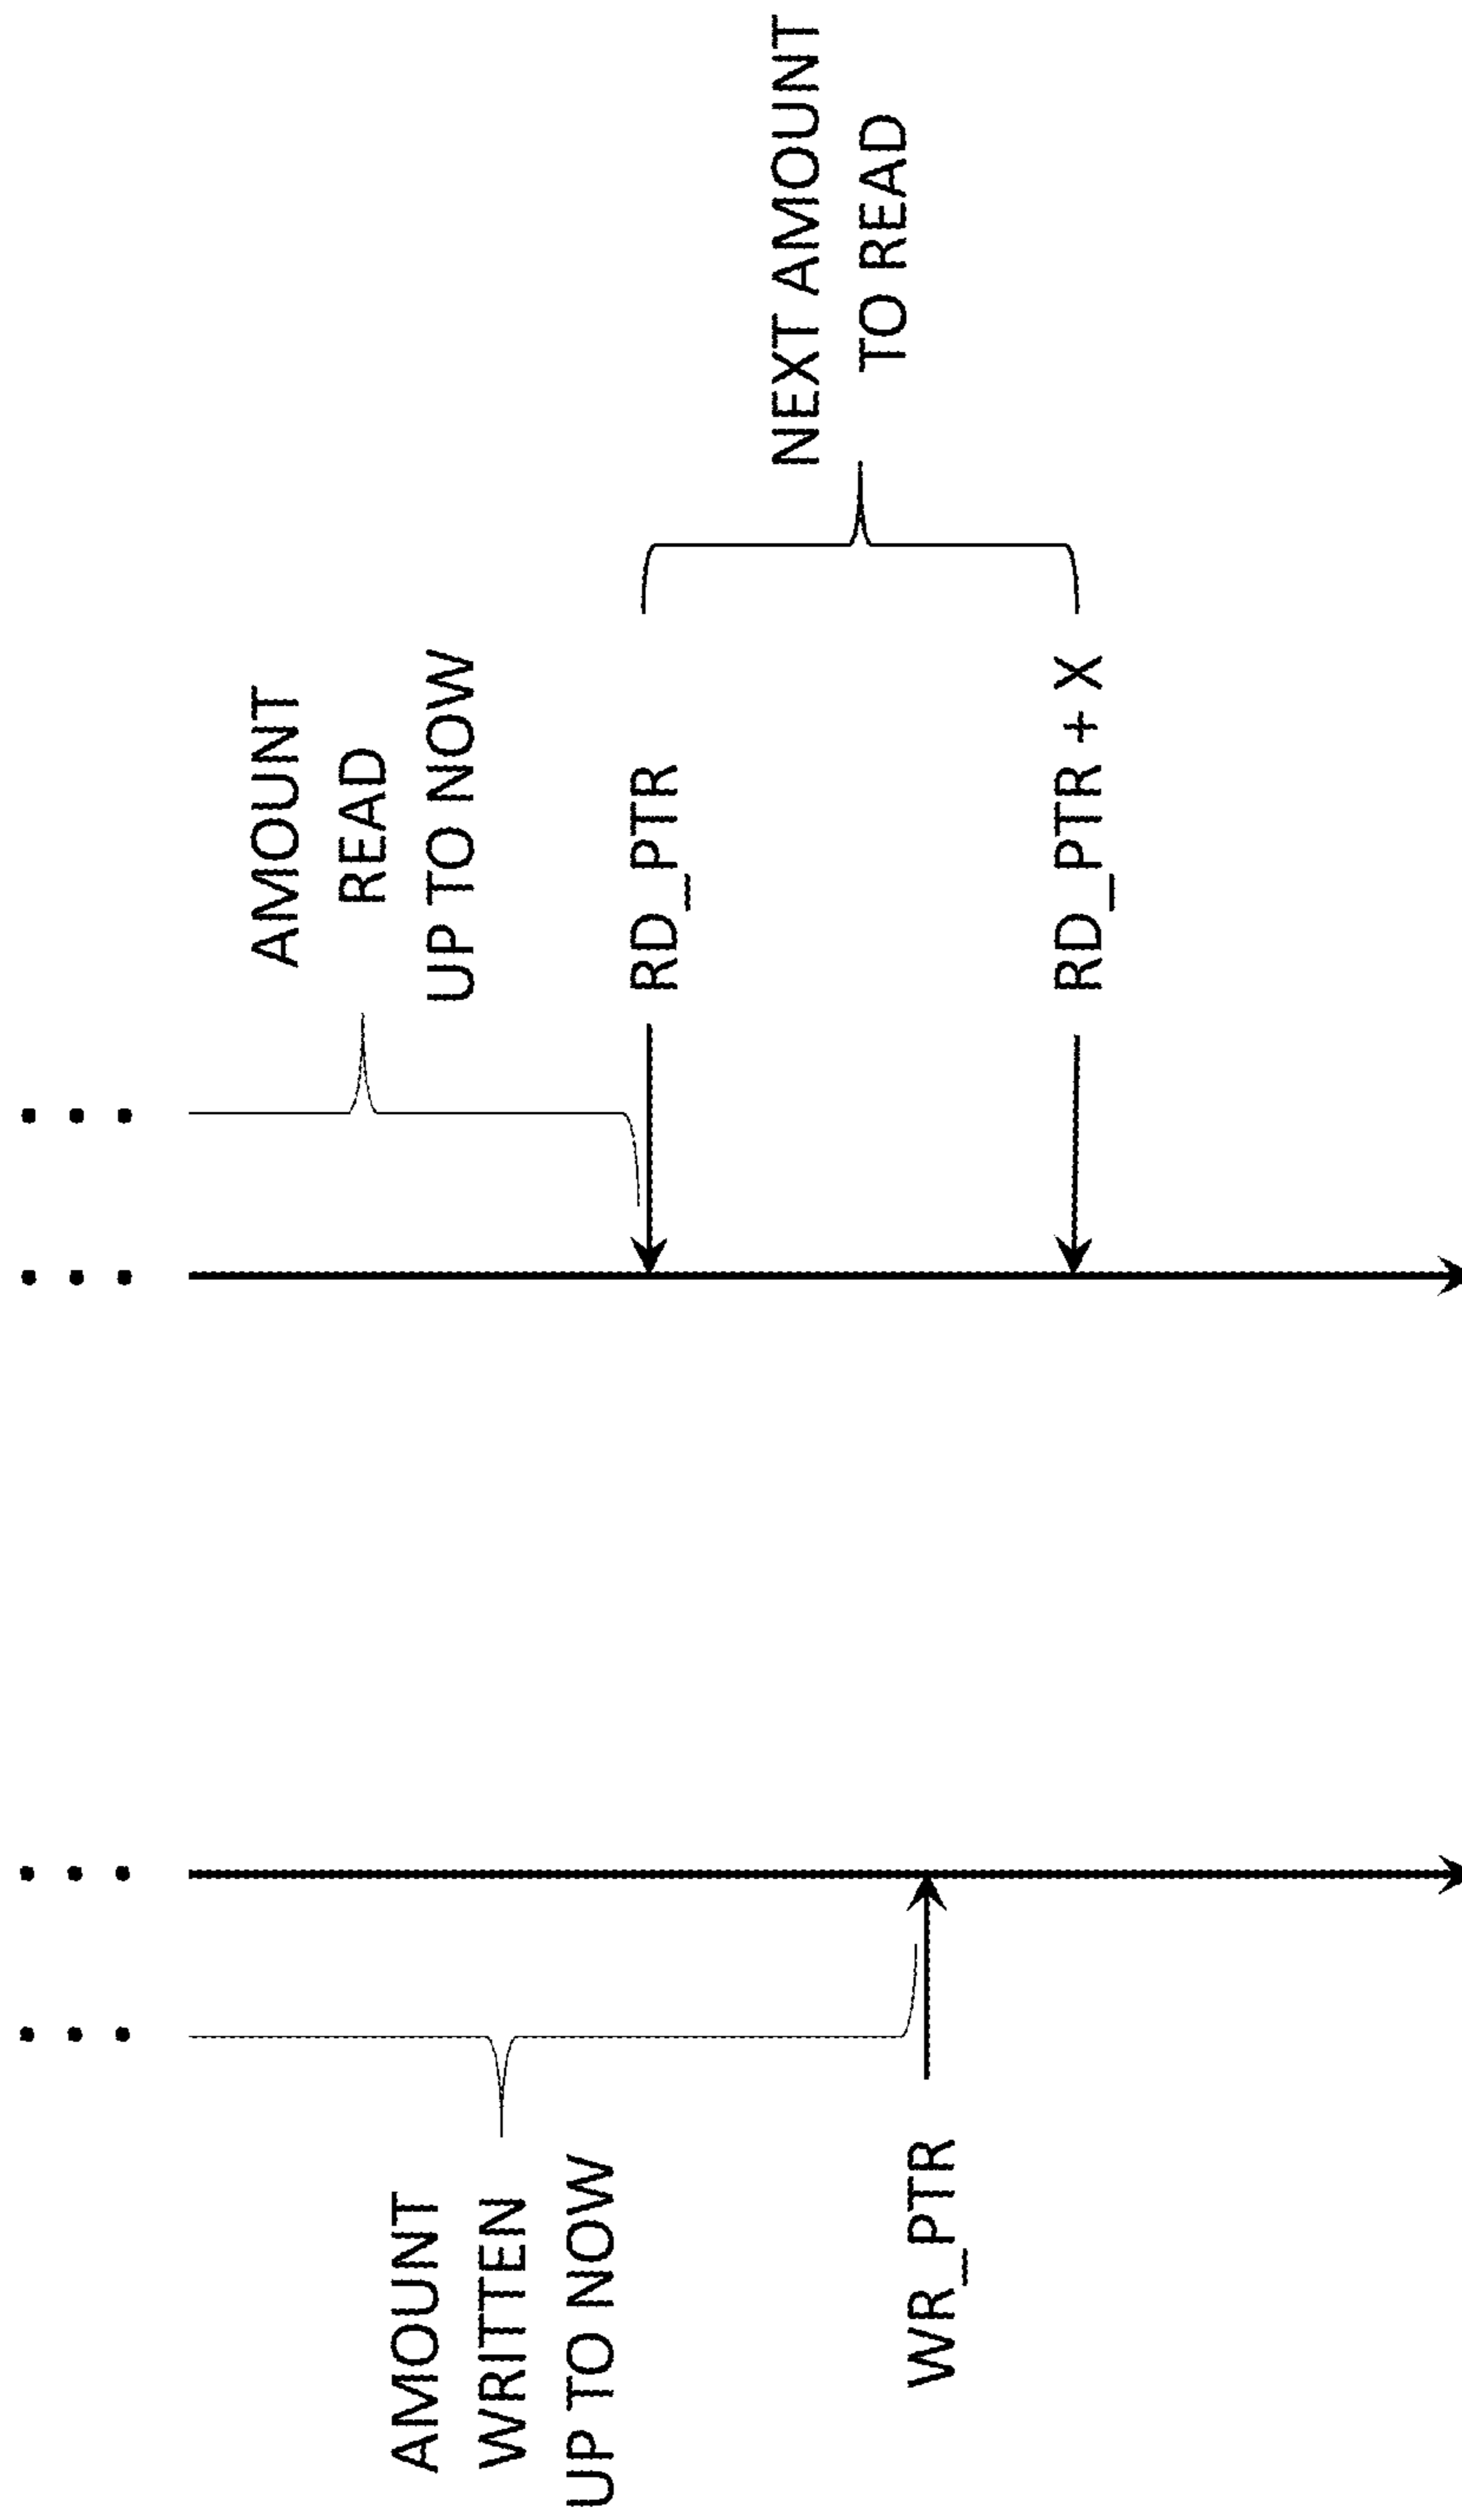 AMOUNT
WRITTEN
UP TO NOW
WR_PTR
AMOUNT
READ
UP TO NOW
RD_PTR
RD_PTR + X
NEXT AMOUNT
TO READ